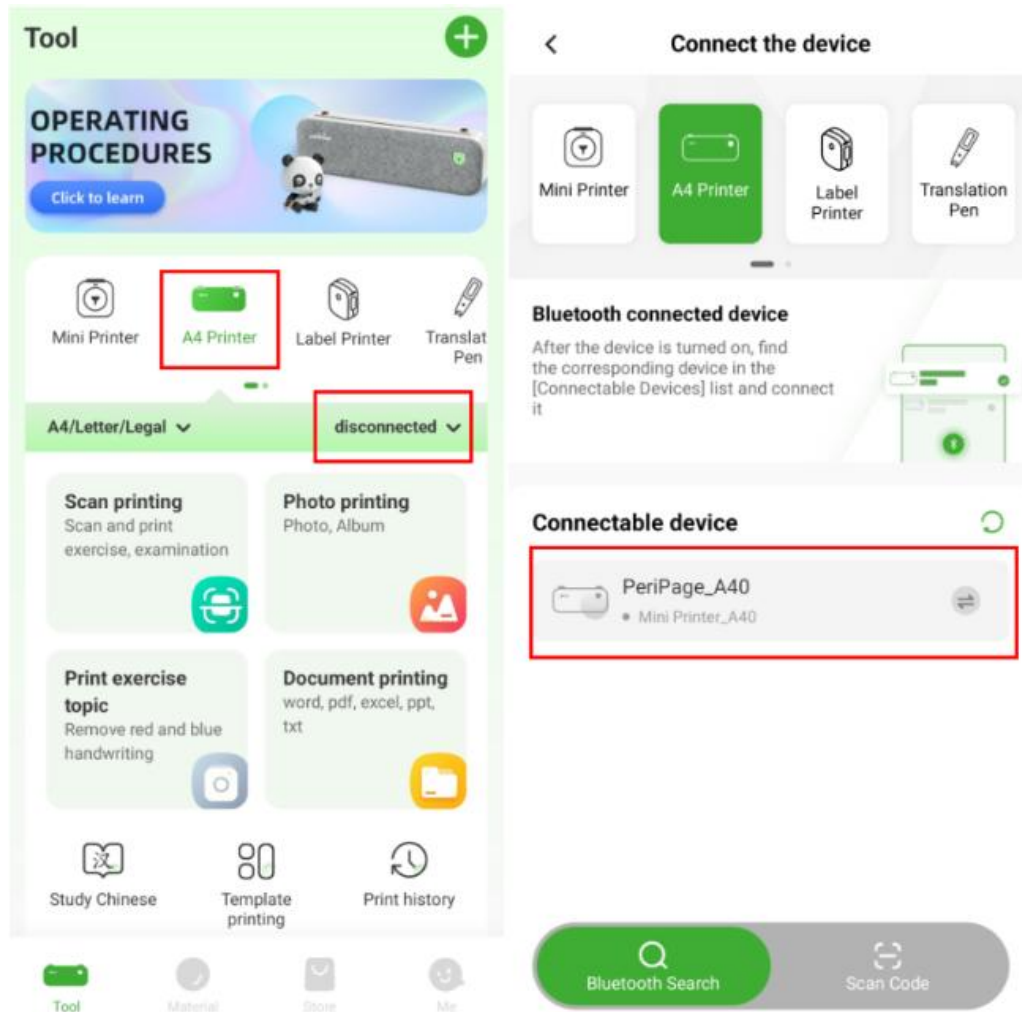 Tool
OPERATING
PROCEDURES
Click to learn
Mini Printer
A4 Printer
Label Printer
Translat
Pen
A4/Letter/Legal
disconnected
Scan printing
Scan and print
exercise, examination
Photo printing
Photo, Album
Print exercise
topic
Remove red and blue
handwriting
Document printing
word, pdf, excel, ppt,
txt
汉
Study Chinese
Template
printing
Print history
Tool
Material
Store
Me
Connect the device
Mini Printer
A4 Printer
Label
Printer
Translation
Pen
Bluetooth connected device
After the device is turned on, find
the corresponding device in the
[Connectable Devices] list and connect
it
Connectable device
PeriPage_A40
Mini Printer_A40
Bluetooth Search
Scan Code